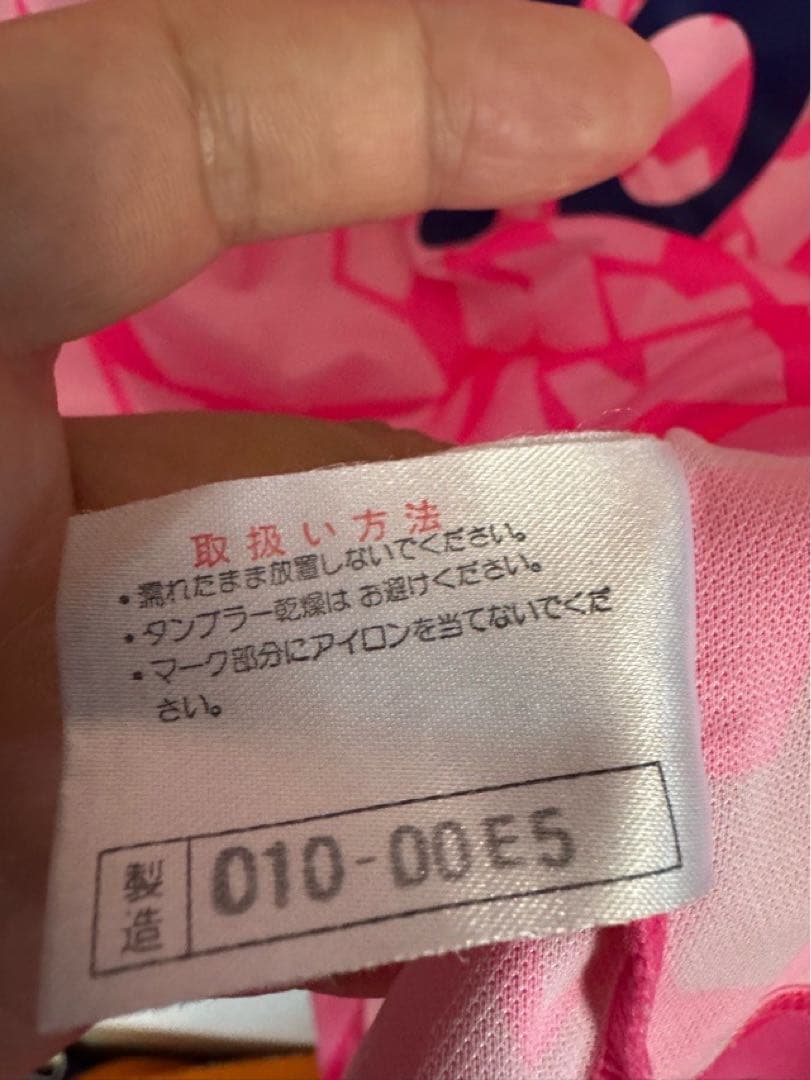 取扱い方法
・濡れたまま放置しないでください。
・タンブラー乾燥は お避けください。
・マーク部分にアイロンを当てないでくだ
さい。
製造 010-00E5